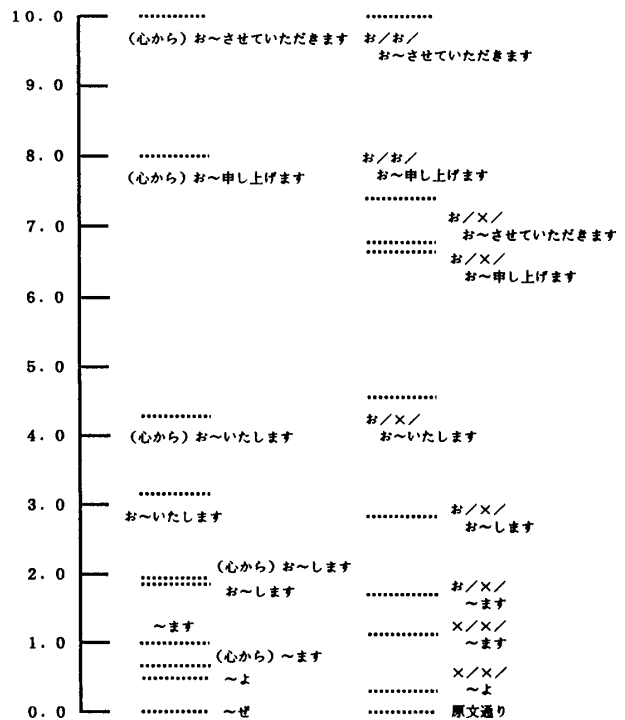 10.0
(心から) お～させていただきます
お/お/
お～させていただきます
9.0
8.0
(心から) お～申し上げます
お/お/
お～申し上げます
7.0
お/×/
お～させていただきます
お/×/
お～申し上げます
6.0
5.0
4.0
(心から) お～いたします
お/×/
お～いたします
3.0
お～いたします
お/×/
お～します
2.0
(心から) お～します
お～します
お/×/
～ます
～ます
1.0
×/×/
～ます
(心から) ～ます
～よ
×/×/
～よ
0.0
～ぜ
原文通り